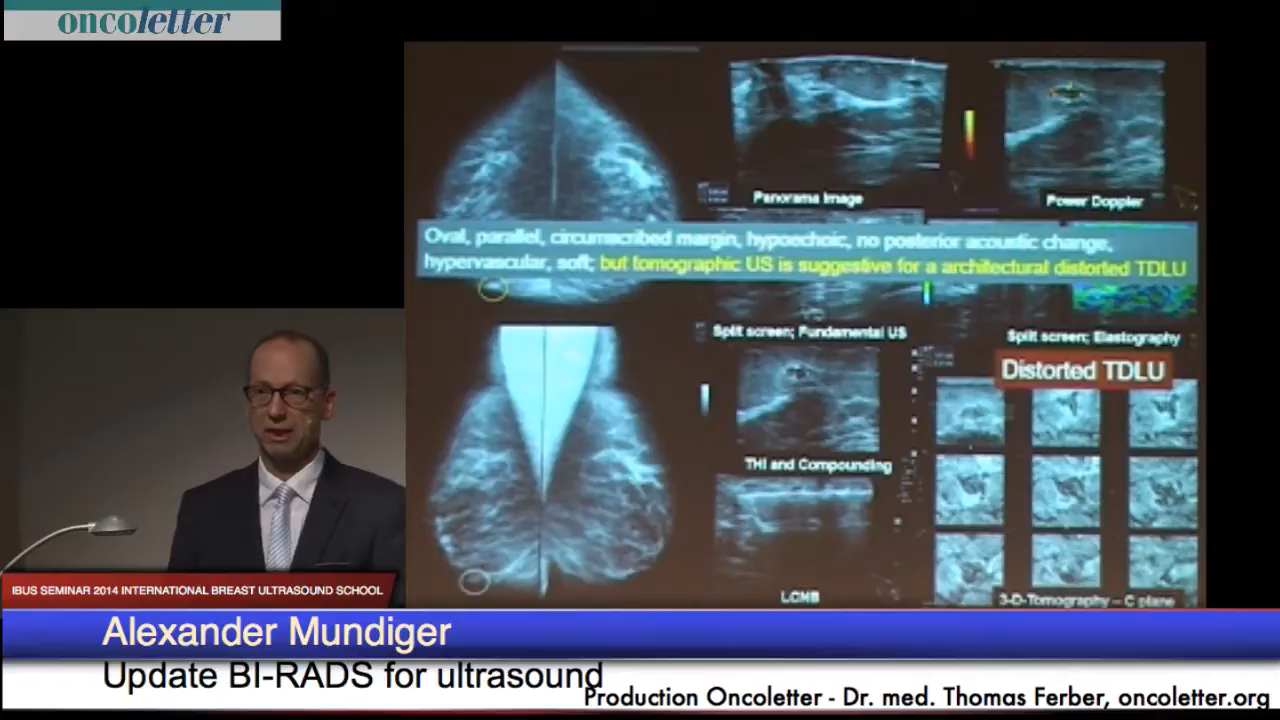 oncoletter
Panorama Image
Power Doppler
Oval, parallel, circumscribed margin, hypoechoic, no posterior acoustic change,
hypervascular, soft; but tomographic US is suggestive for a architectural distorted TDLU
Split screen; Fundamental US
Split screen; Elastography
Distorted TDLU
THI and Compounding
LCNB
3-D-Tomography – C plane
IBUS SEMINAR 2014 INTERNATIONAL BREAST ULTRASOUND SCHOOL
Alexander Mundiger
Update BI-RADS for ultrasound
Production Oncoletter - Dr. med. Thomas Ferber, oncoletter.org